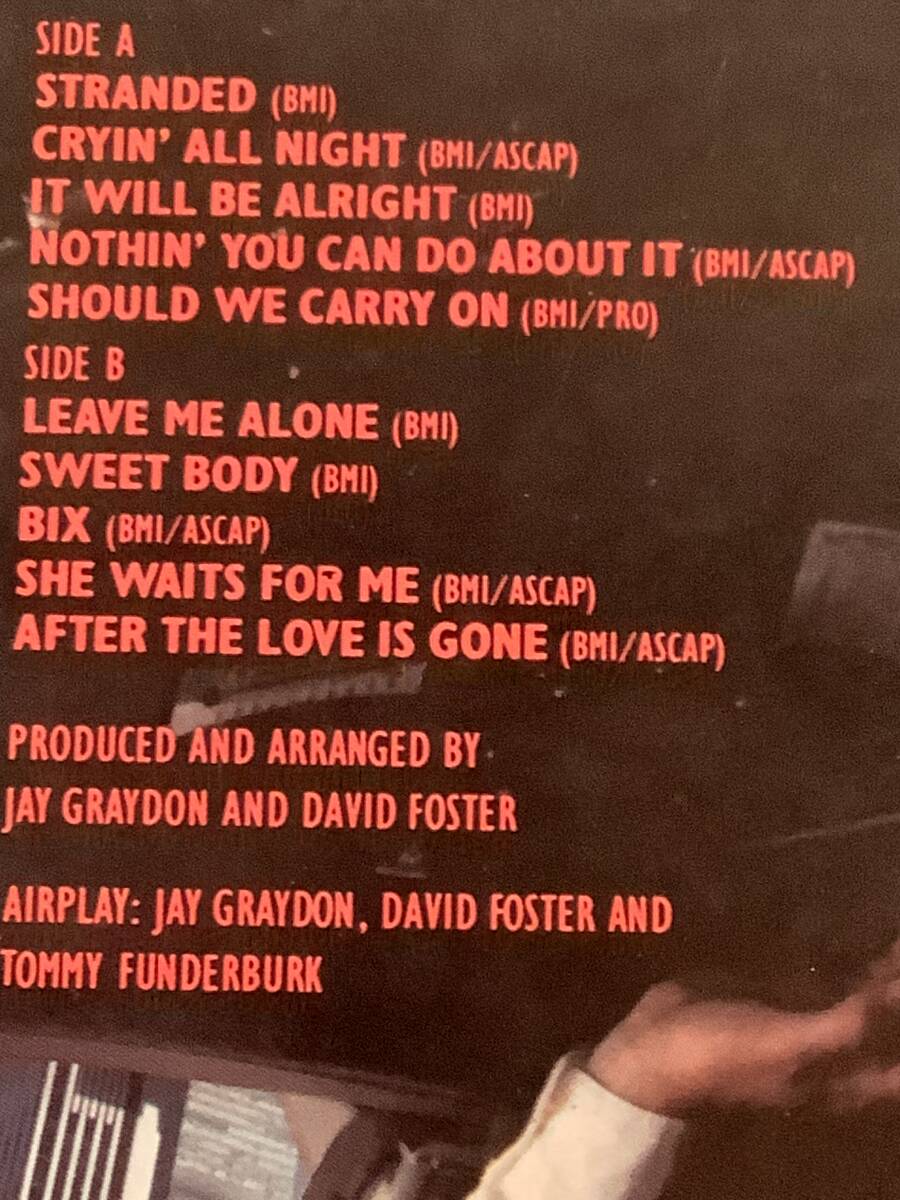 SIDE A
STRANDED (BMI)
CRYIN' ALL NIGHT (BMI/ASCAP)
IT WILL BE ALRIGHT (BMI)
NOTHIN' YOU CAN DO ABOUT IT (BMI/ASCAP)
SHOULD WE CARRY ON (BMI/PRO)
SIDE B
LEAVE ME ALONE (BMI)
SWEET BODY (BMI)
BIX (BMI/ASCAP)
SHE WAITS FOR ME (BMI/ASCAP)
AFTER THE LOVE IS GONE (BMI/ASCAP)
PRODUCED AND ARRANGED BY
JAY GRAYDON AND DAVID FOSTER
AIRPLAY: JAY GRAYDON, DAVID FOSTER AND
TOMMY FUNDERBURK